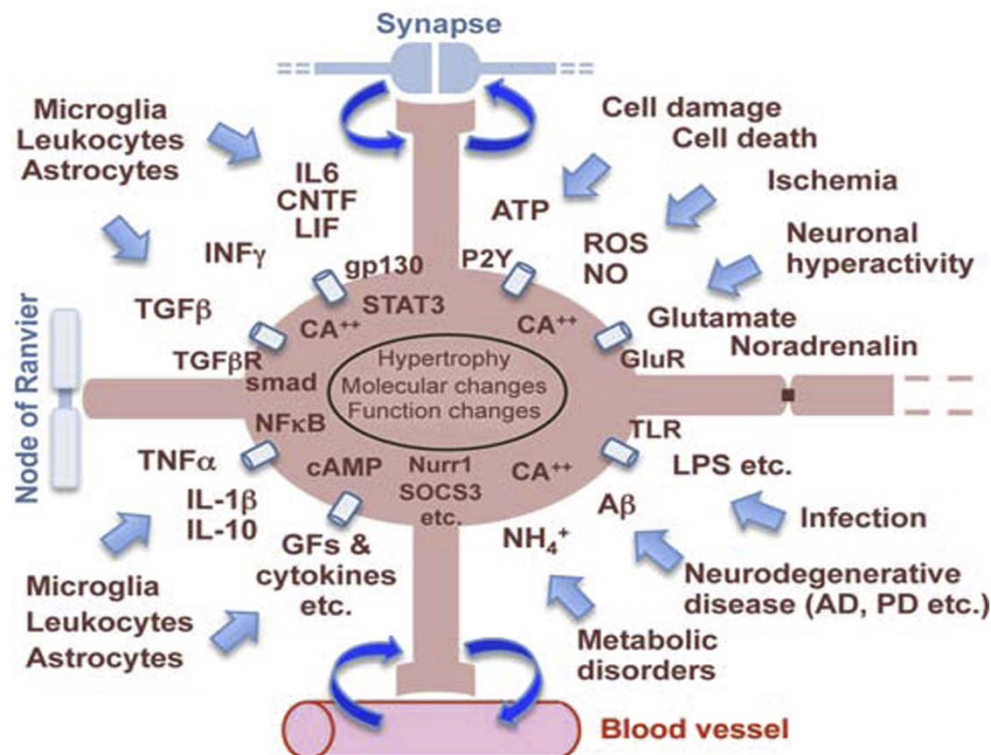 Synapse
Microglia
Leukocytes
Astrocytes
Cell damage
Cell death
IL6
CNTF
LIF
ATP
Ischemia
INFγ
ROS
NO
Neuronal
hyperactivity
gp130
P2Y
TGFβ
STAT3
CA⁺⁺
CA⁺⁺
Glutamate
Noradrenalin
TGFβR
GluR
smad
Hypertrophy
Molecular changes
Function changes
Node of Ranvier
NFκB
TLR
TNFα
cAMP
Nurr1
SOCS3
etc.
CA⁺⁺
LPS etc.
IL-1β
IL-10
Aβ
Infection
GFs &
cytokines
etc.
NH₄⁺
Microglia
Leukocytes
Astrocytes
Neurodegenerative
disease (AD, PD etc.)
Metabolic
disorders
Blood vessel